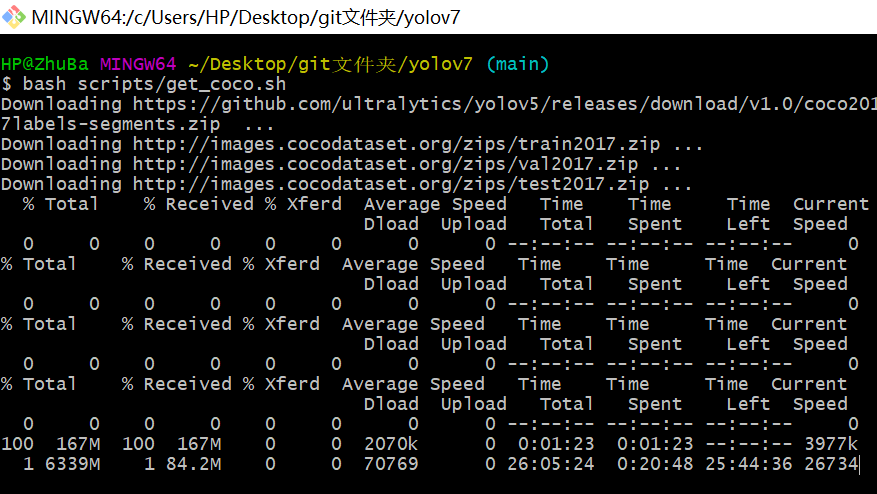 MINGW64:/c/Users/HP/Desktop/git文件夹/yolov7
HP@ZhuBa MINGW64 ~/Desktop/git文件夹/yolov7 (main)
$ bash scripts/get_coco.sh
Downloading https://github.com/ultralytics/yolov5/releases/download/v1.0/coco201
7labels-segments.zip  ...
Downloading http://images.cocodataset.org/zips/train2017.zip ...
Downloading http://images.cocodataset.org/zips/val2017.zip ...
Downloading http://images.cocodataset.org/zips/test2017.zip ...
  % Total    % Received % Xferd  Average Speed   Time    Time     Time  Current
                                 Dload  Upload   Total   Spent    Left  Speed
  0     0    0     0    0     0      0      0 --:--:-- --:--:-- --:--:--     0
% Total    % Received % Xferd  Average Speed   Time    Time     Time  Current
                                 Dload  Upload   Total   Spent    Left  Speed
  0     0    0     0    0     0      0      0 --:--:-- --:--:-- --:--:--     0
% Total    % Received % Xferd  Average Speed   Time    Time     Time  Current
                                 Dload  Upload   Total   Spent    Left  Speed
  0     0    0     0    0     0      0      0 --:--:-- --:--:-- --:--:--     0
% Total    % Received % Xferd  Average Speed   Time    Time     Time  Current
                                 Dload  Upload   Total   Spent    Left  Speed
  0     0    0     0    0     0      0      0 --:--:-- --:--:-- --:--:--     0
100  167M  100  167M    0     0  2070k      0  0:01:23  0:01:23 --:--:-- 3977k
  1 6339M    1 84.2M    0     0  70769      0 26:05:24  0:20:48 25:44:36 26734